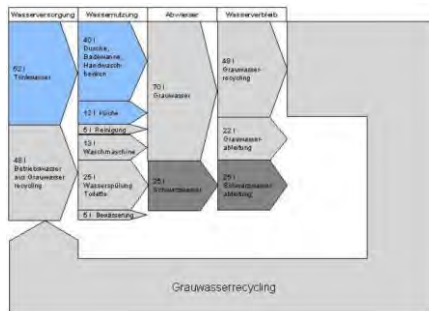 Wasserversorgung
Wassernutzung
Abwasser
Wasserverbleib
52 l
Trinkwasser
48 l
Betriebswasser
aus Grauwasser
recycling
40 l
Dusche,
Badewanne,
Handwasch-
becken
12 l Küche
5 l Reinigung
13 l
Waschmaschine
25 l
Wasserspülung
Toilette
5 l Bewässerung
70 l
Grauwasser
25 l
Schwarzwasser
48 l
Grauwasser
recycling
22 l
Grauwasser
ableitung
25 l
Schwarzwasser
ableitung
Grauwasserrecycling